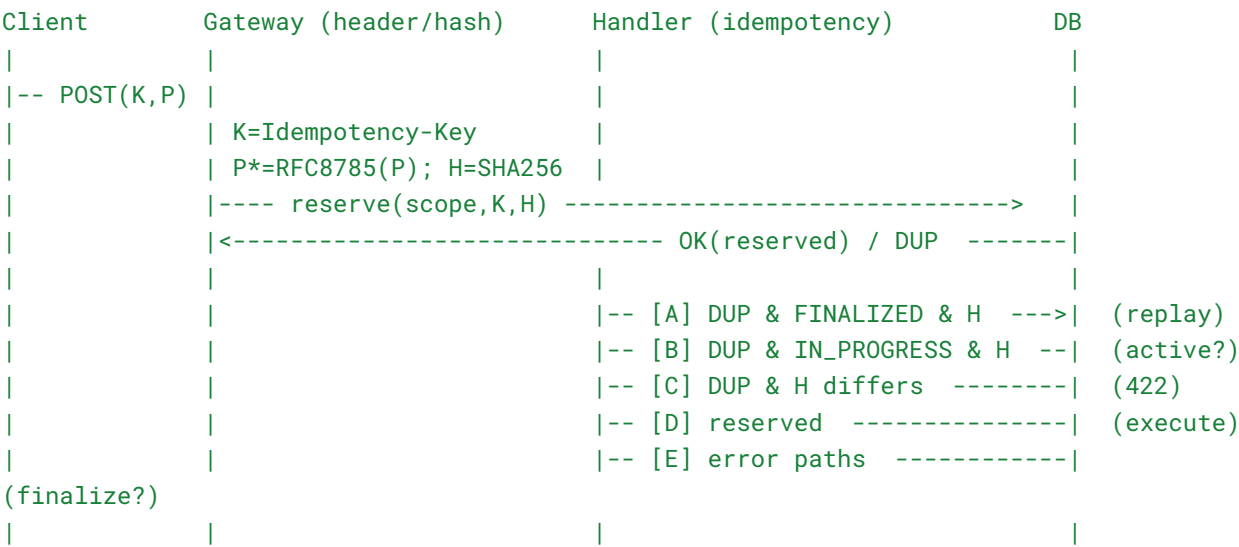 Client        Gateway (header/hash)      Handler (idempotency)           DB
|             |                          |                               |
|-- POST(K,P) |                          |                               |
|             | K=Idempotency-Key        |                               |
|             | P*=RFC8785(P); H=SHA256  |                               |
|             |---- reserve(scope,K,H) ------------------------------->  |
|             |<------------------------------ OK(reserved) / DUP -------|
|             |                          |                               |
|             |                          |-- [A] DUP & FINALIZED & H --->|  (replay)
|             |                          |-- [B] DUP & IN_PROGRESS & H --|  (active?)
|             |                          |-- [C] DUP & H differs --------|  (422)
|             |                          |-- [D] reserved ---------------|  (execute)
|             |                          |-- [E] error paths ------------|
(finalize?)
|             |                          |                               |